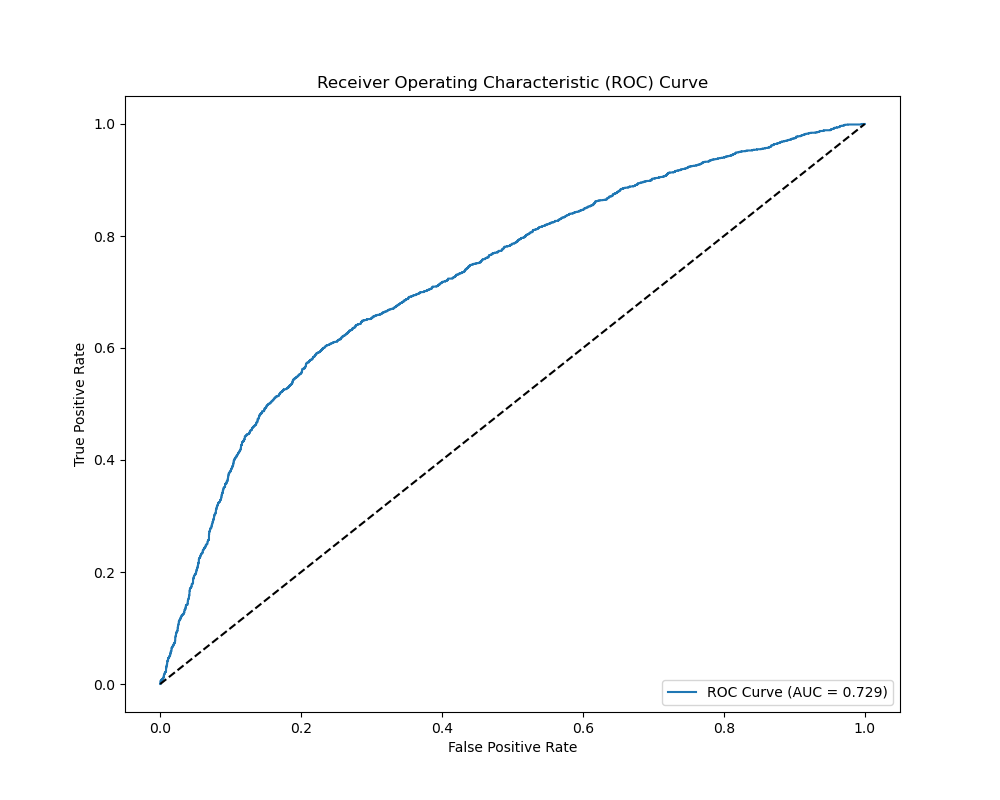 Receiver Operating Characteristic (ROC) Curve
1.0
0.8
0.6
0.4
0.2
0.0
True Positive Rate
0.0 0.2 0.4 0.6 0.8 1.0
False Positive Rate
ROC Curve (AUC = 0.729)